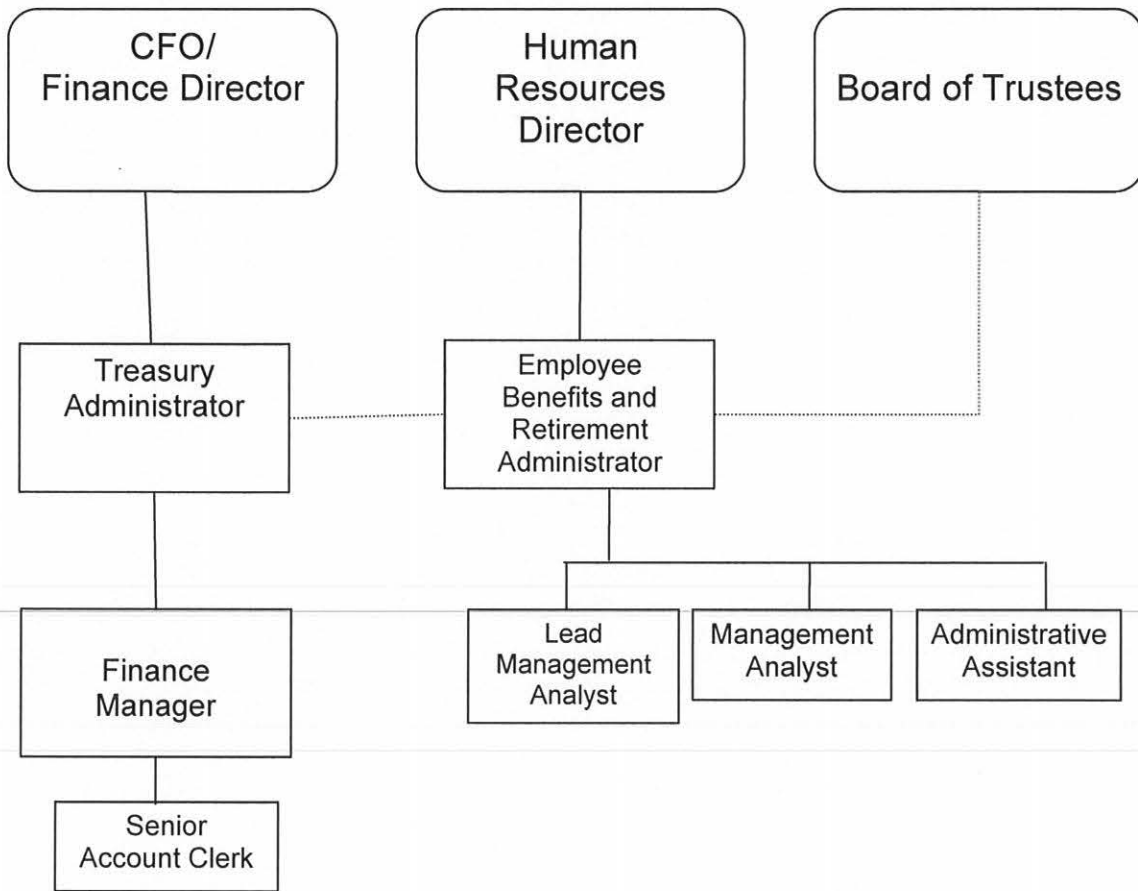 CFO/
Finance Director
Human
Resources
Director
Board of Trustees
Treasury
Administrator
Employee
Benefits and
Retirement
Administrator
Finance
Manager
Lead
Management
Analyst
Management
Analyst
Administrative
Assistant
Senior
Account Clerk